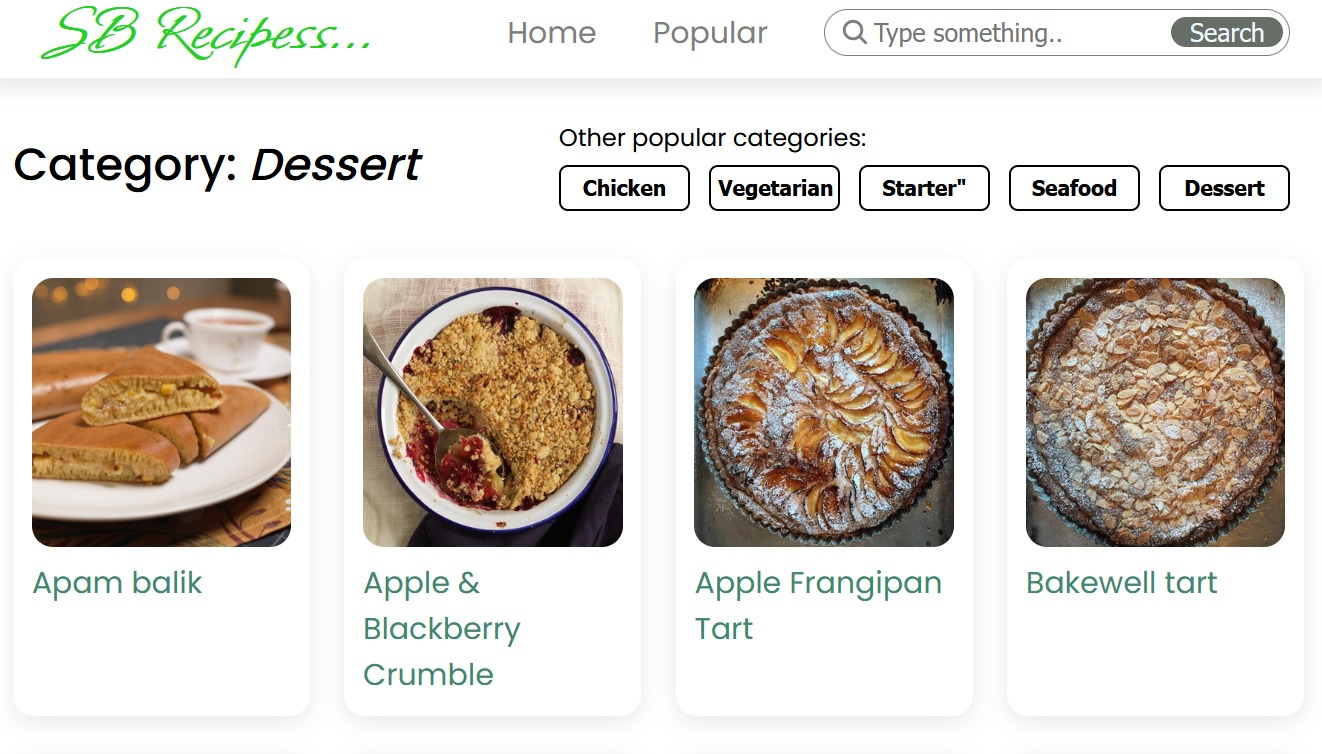 SB Recipess...
Home
Popular
Type something..
Search
Category: Dessert
Other popular categories:
Chicken
Vegetarian
Starter"
Seafood
Dessert
Apam balik
Apple &
Blackberry
Crumble
Apple Frangipan
Tart
Bakewell tart